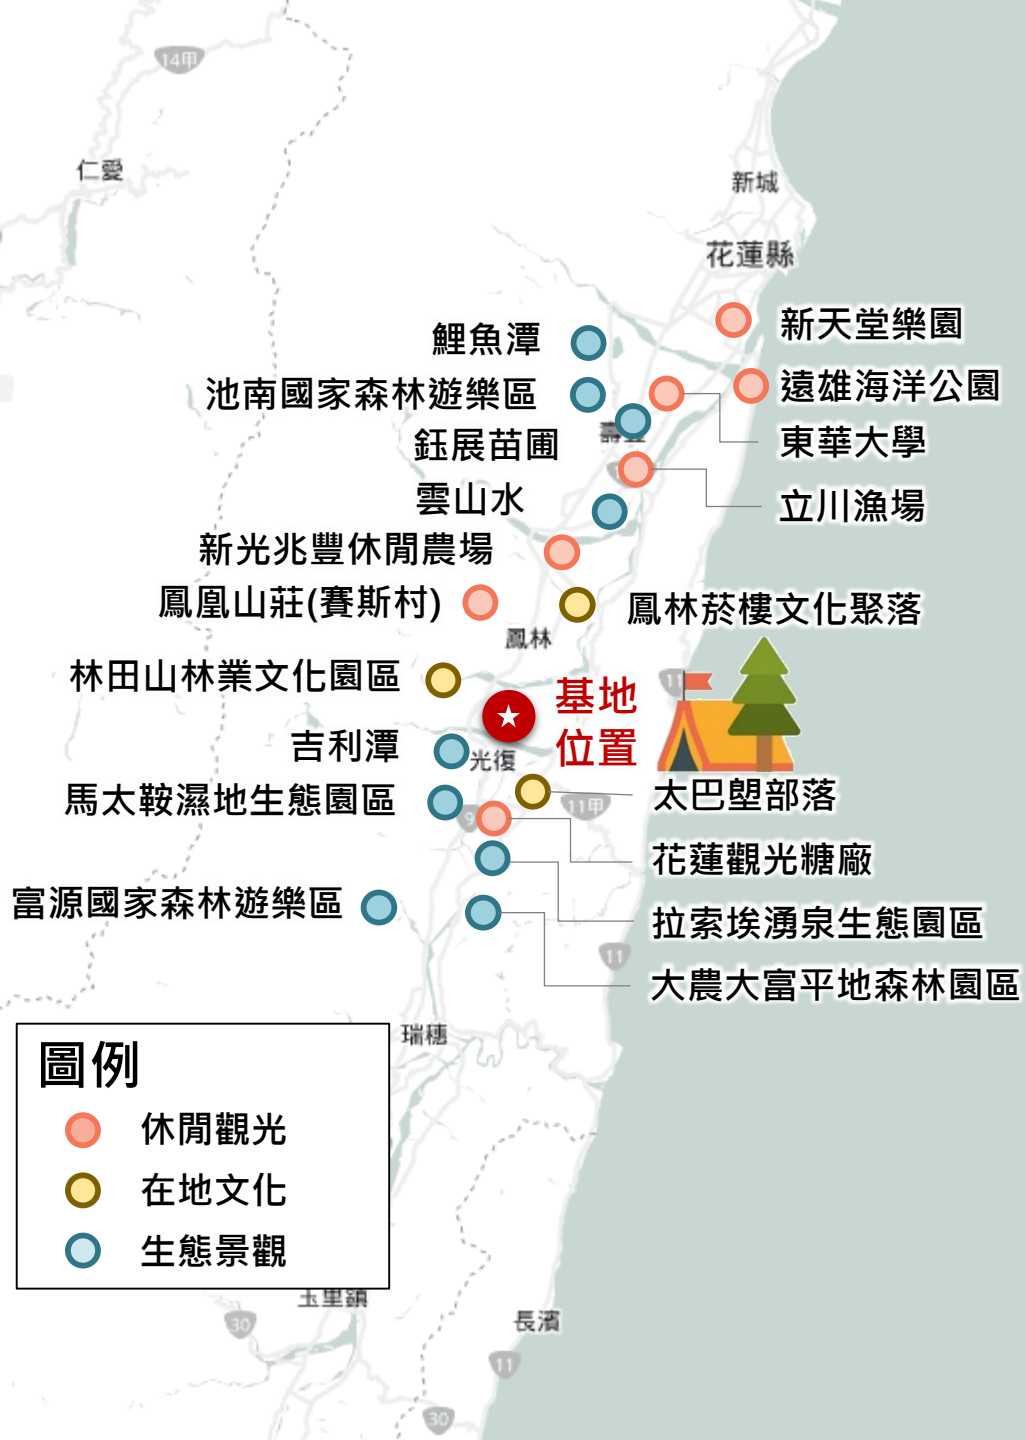 14甲
仁愛
新城
花蓮縣
新天堂樂園
鯉魚潭
遠雄海洋公園
池南國家森林遊樂區
東華大學
鈺展苗圃
雲山水
立川漁場
新光兆豐休閒農場
鳳凰山莊(賽斯村)
鳳林菸樓文化聚落
鳳林
林田山林業文化園區
11
基地
位置
吉利潭
光復
馬太鞍濕地生態園區
太巴塱部落
9
11甲
花蓮觀光糖廠
富源國家森林遊樂區
拉索埃湧泉生態園區
11
大農大富平地森林園區
瑞穗
圖例
休閒觀光
在地文化
生態景觀
玉里鎮
30
長濱
11
30